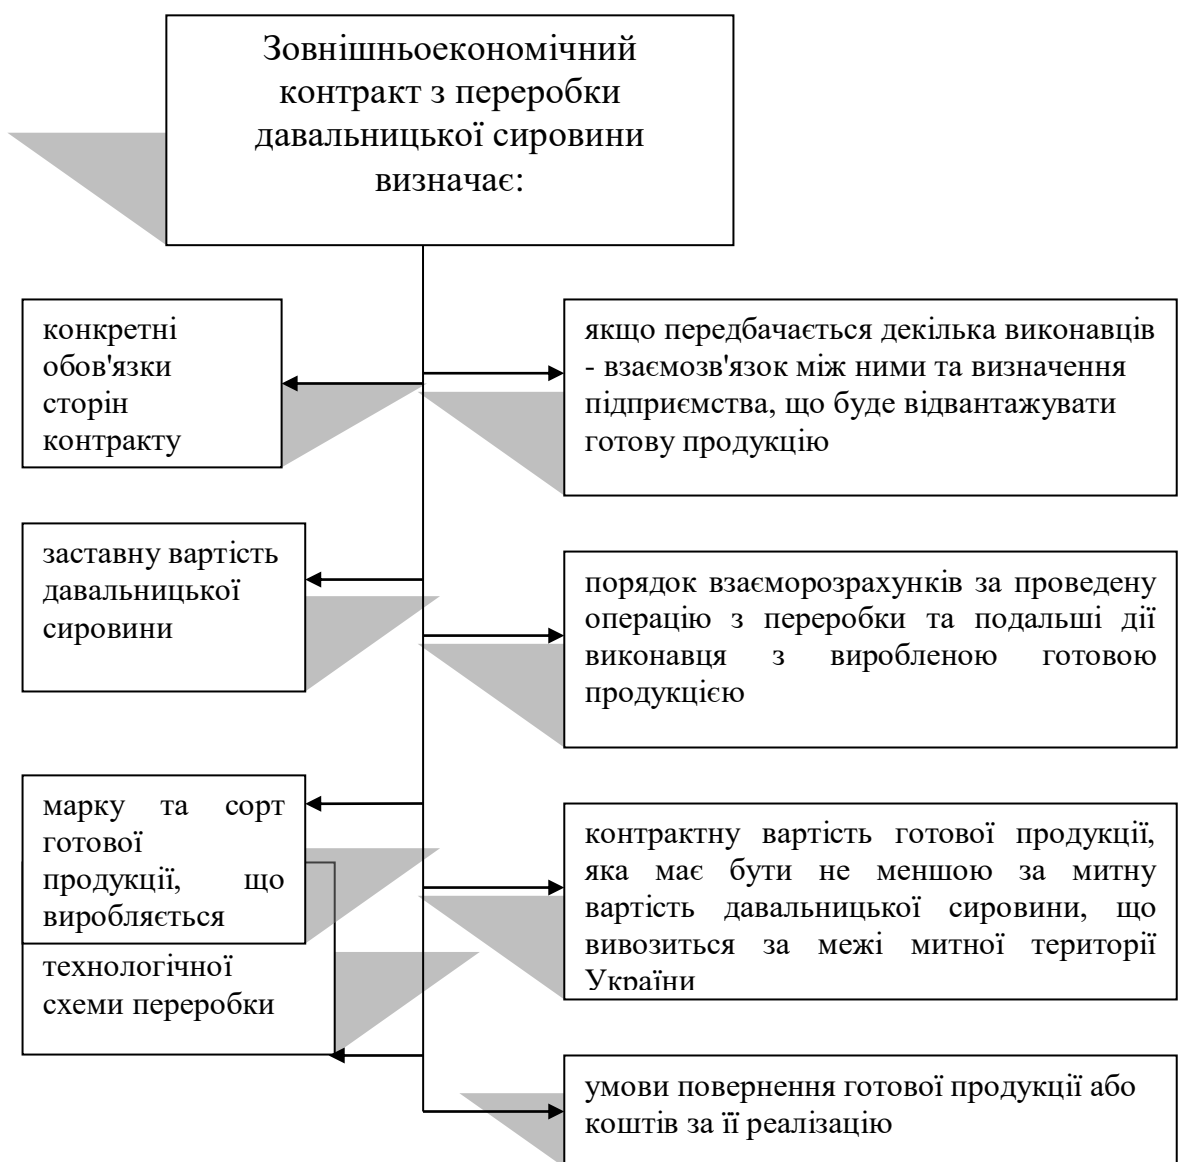 Зовнішньоекономічний
контракт з переробки
давальницької сировини
визначає:
конкретні
обов'язки
сторін
контракту
якщо передбачається декілька виконавців
- взаємозв'язок між ними та визначення
підприємства, що буде відвантажувати
готову продукцію
заставну вартість
давальницької
сировини
порядок взаєморозрахунків за проведену
операцію з переробки та подальші дії
виконавця з виробленою готовою
продукцією
марку та сорт
готової
продукції, що
виробляється
контрактну вартість готової продукції,
яка має бути не меншою за митну
вартість давальницької сировини, що
вивозиться за межі митної території
України
технологічної
схеми переробки
умови повернення готової продукції або
коштів за її реалізацію